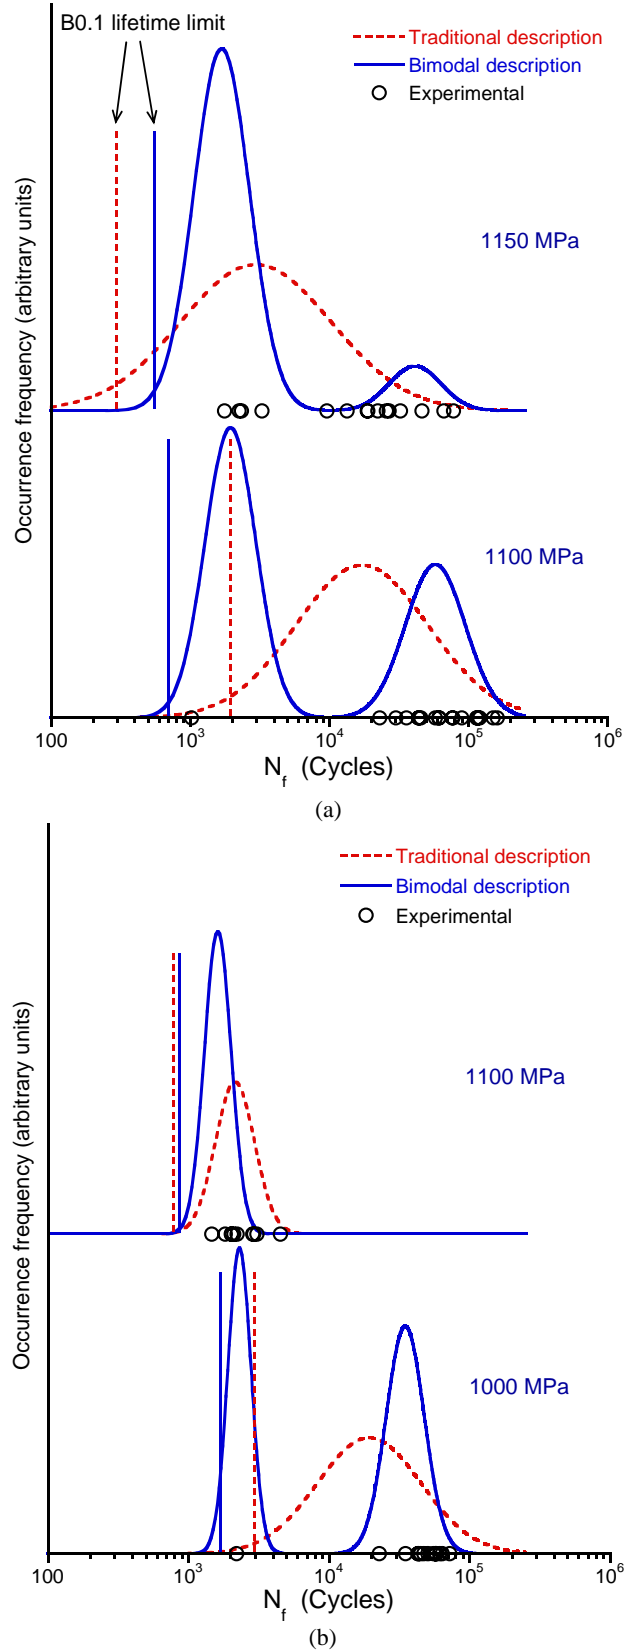 B0.1 lifetime limit
Traditional description
Bimodal description
Experimental
Occurrence frequency (arbitrary units)
1150 MPa
1100 MPa
100 10³ 10⁴ 10⁵ 10⁶
N_f (Cycles)
(a)
Traditional description
Bimodal description
Experimental
Occurrence frequency (arbitrary units)
1100 MPa
1000 MPa
100 10³ 10⁴ 10⁵ 10⁶
N_f (Cycles)
(b)